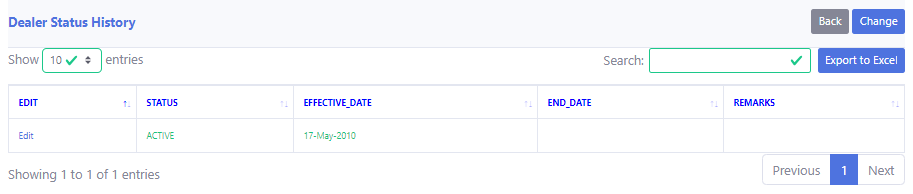 Dealer Status History Back Change
Show 10 entries Search: Export to Excel
EDIT STATUS EFFECTIVE_DATE END_DATE REMARKS
Edit ACTIVE 17-May-2010
Showing 1 to 1 of 1 entries Previous 1 Next